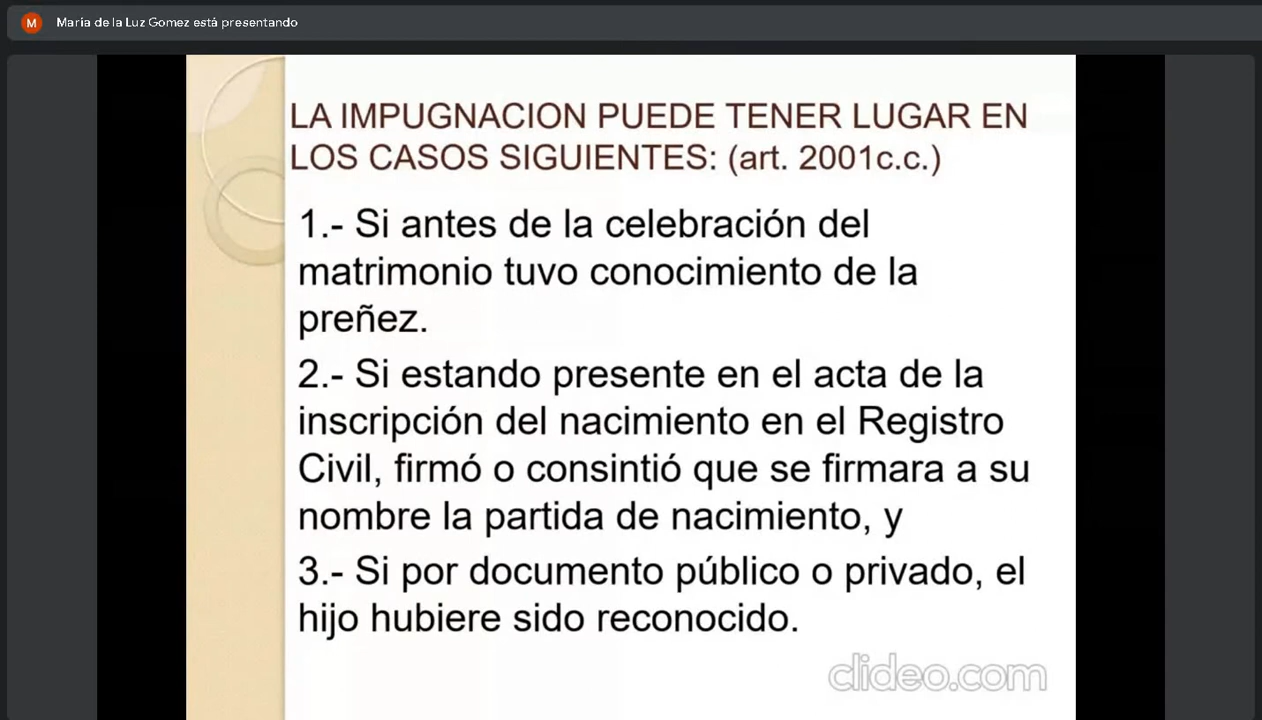 M
Maria de la Luz Gomez está presentando
LA IMPUGNACION PUEDE TENER LUGAR EN
LOS CASOS SIGUIENTES: (art. 2001c.c.)
1.- Si antes de la celebración del
matrimonio tuvo conocimiento de la
preñez.
2.- Si estando presente en el acta de la
inscripción del nacimiento en el Registro
Civil, firmó o consintió que se firmara a su
nombre la partida de nacimiento, y
3.- Si por documento público o privado, el
hijo hubiere sido reconocido.
clideo.com